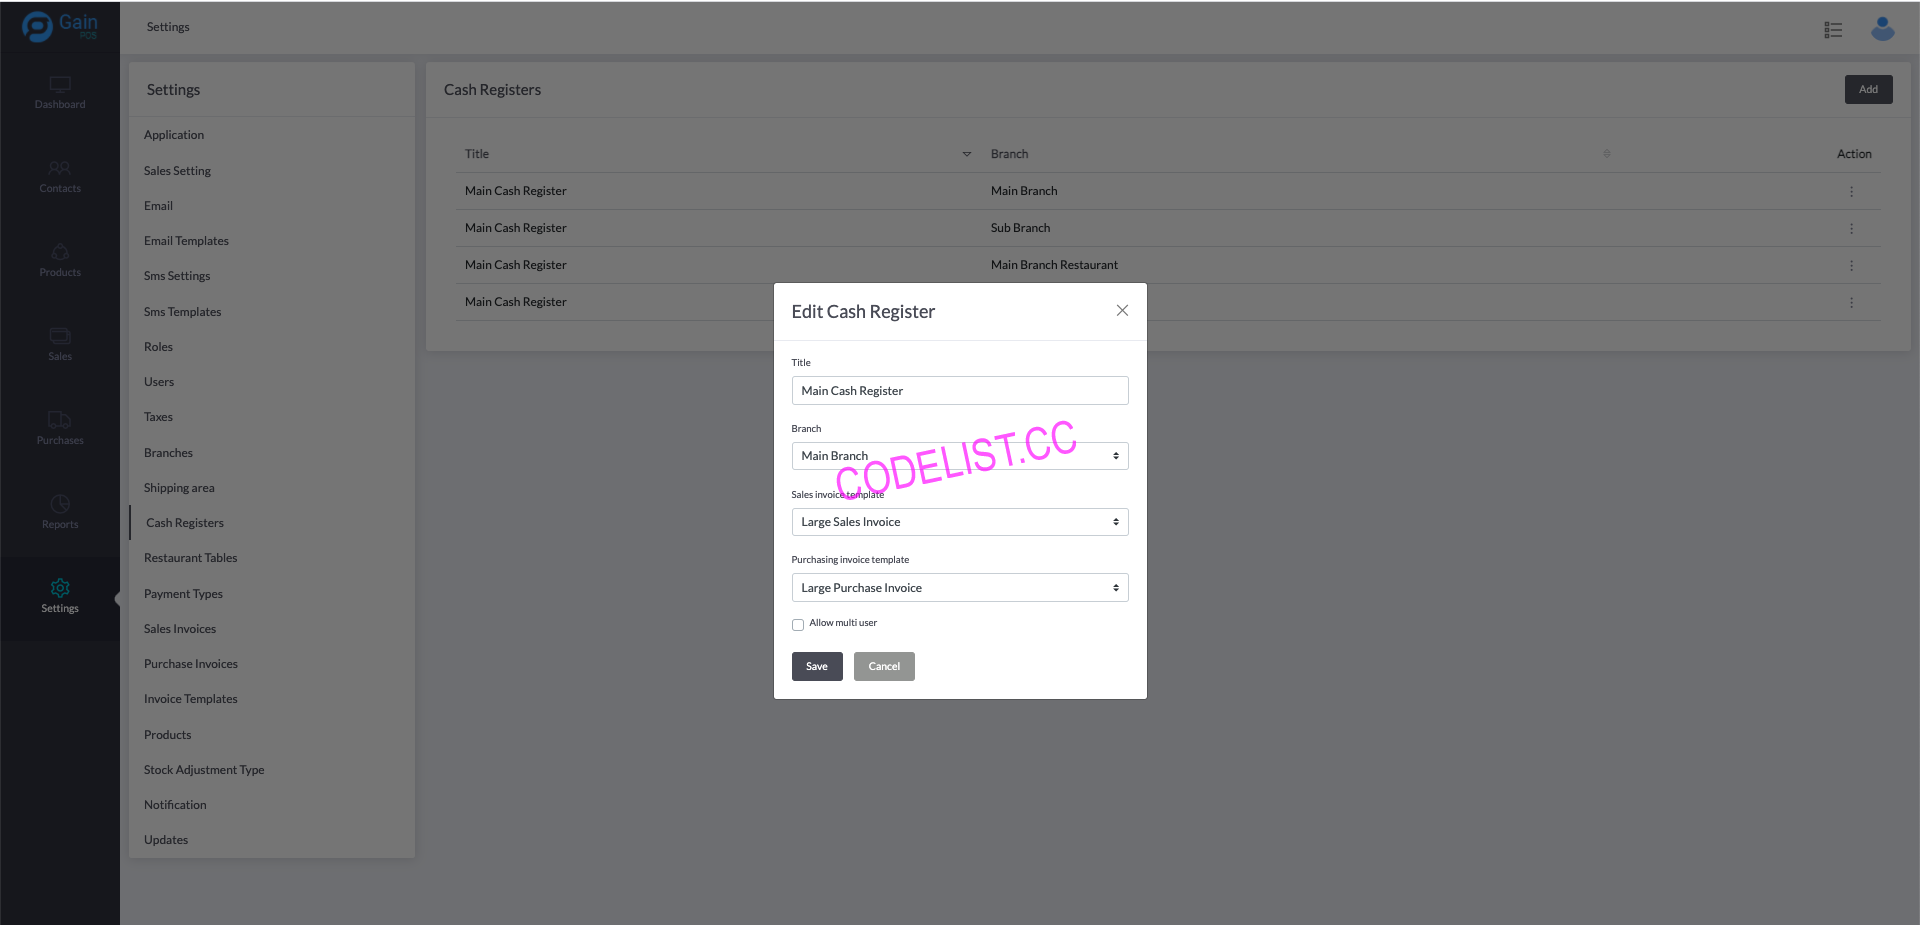 Gain
POS
Settings
Dashboard
Contacts
Products
Sales
Purchases
Reports
Settings
Settings
Application
Sales Setting
Email
Email Templates
Sms Settings
Sms Templates
Roles
Users
Taxes
Branches
Shipping area
Cash Registers
Restaurant Tables
Payment Types
Sales Invoices
Purchase Invoices
Invoice Templates
Products
Stock Adjustment Type
Notification
Updates
Cash Registers
Add
Title Branch Action
Main Cash Register Main Branch
Main Cash Register Sub Branch
Main Cash Register Main Branch Restaurant
Main Cash Register
Edit Cash Register
Title
Main Cash Register
Branch
Main Branch
CODELIST.CC
Sales invoice template
Large Sales Invoice
Purchasing invoice template
Large Purchase Invoice
Allow multi user
Save Cancel